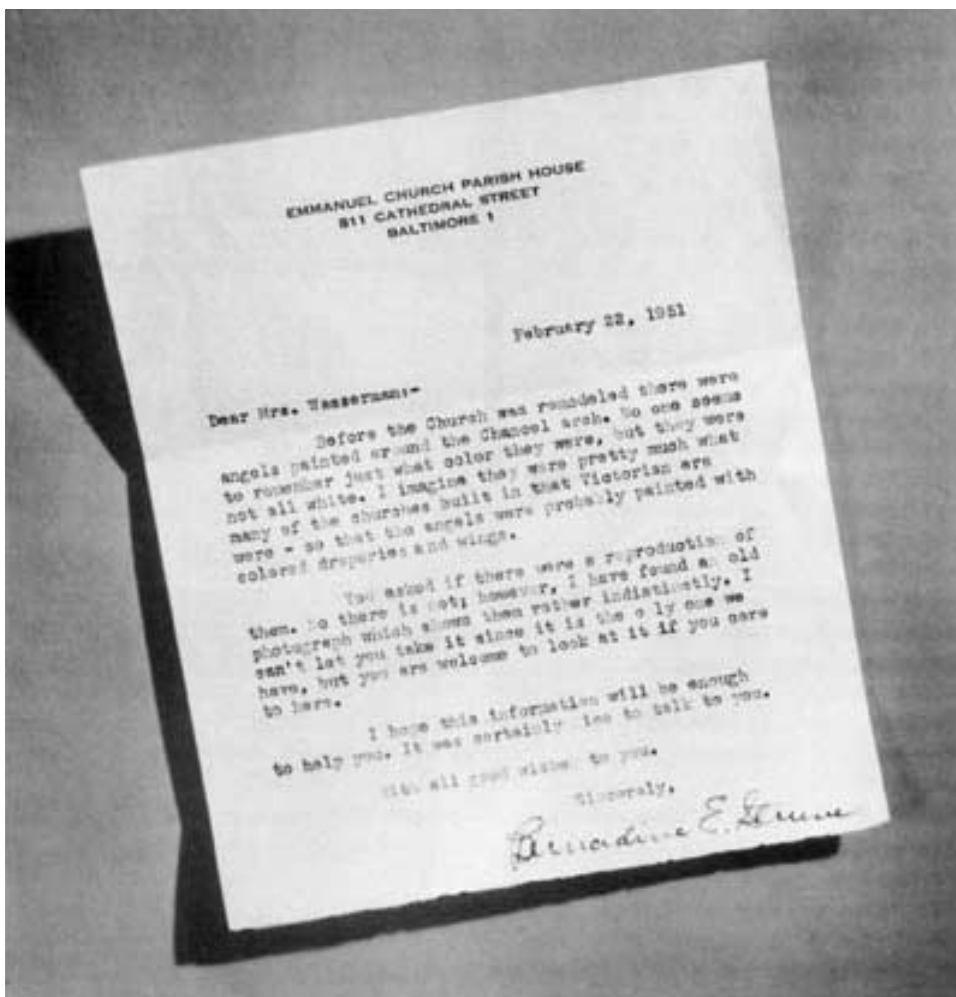 EMMANUEL CHURCH PARISH HOUSE
811 CATHEDRAL STREET
BALTIMORE 1
February 22, 1951
Dear Mrs. Wasserman:-
Before the Church was remodeled there were
angels painted around the Chancel arch. No one seems
to remember just what color they were, but they were
not all white. I imagine they were pretty much what
many of the churches built in that Victorian era
were - so that the angels were probably painted with
colored draperies and wings.
You asked if there were a reproduction of
them. No there is not; however, I have found an old
photograph which shows them rather indistinctly. I
can't let you take it since it is the o ly one we
have, but you are welcome to look at it if you care
to here.
I hope this information will be enough
to help you. It was certainly nice to talk to you.
With all good wishes to you.
Sincerely,
Bernadine E.